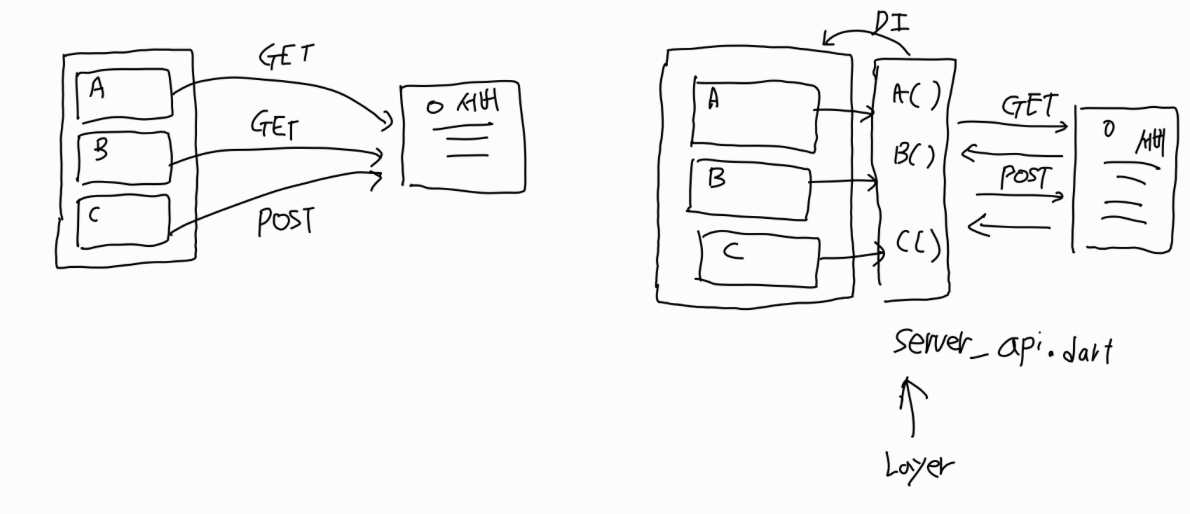 GET
A
GET
B
C
POST
서버
DI
A
B
C
A()
B()
C()
GET
POST
서버
server_api.dart
Layer